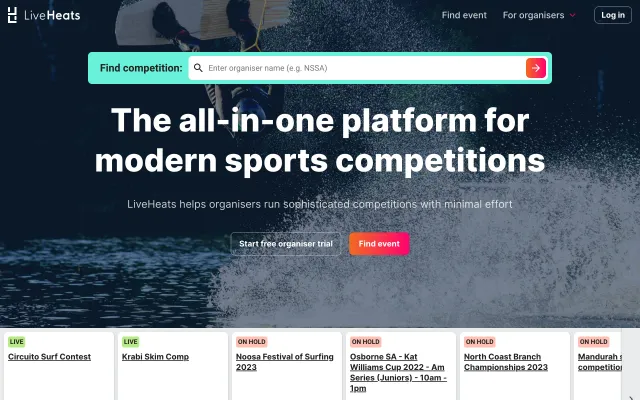 LiveHeats
Find event
For organisers
Log in
Find competition:
Enter organiser name (e.g. NSSA)
The all-in-one platform for
modern sports competitions
LiveHeats helps organisers run sophisticated competitions with minimal effort
Start free organiser trial
Find event
LIVE
Circuito Surf Contest
LIVE
Krabi Skim Comp
ON HOLD
Noosa Festival of Surfing
2023
ON HOLD
Osborne SA - Kat
Williams Cup 2022 - Am
Series (Juniors) - 10am -
1pm
ON HOLD
North Coast Branch
Championships 2023
ON HOLD
Mandurah